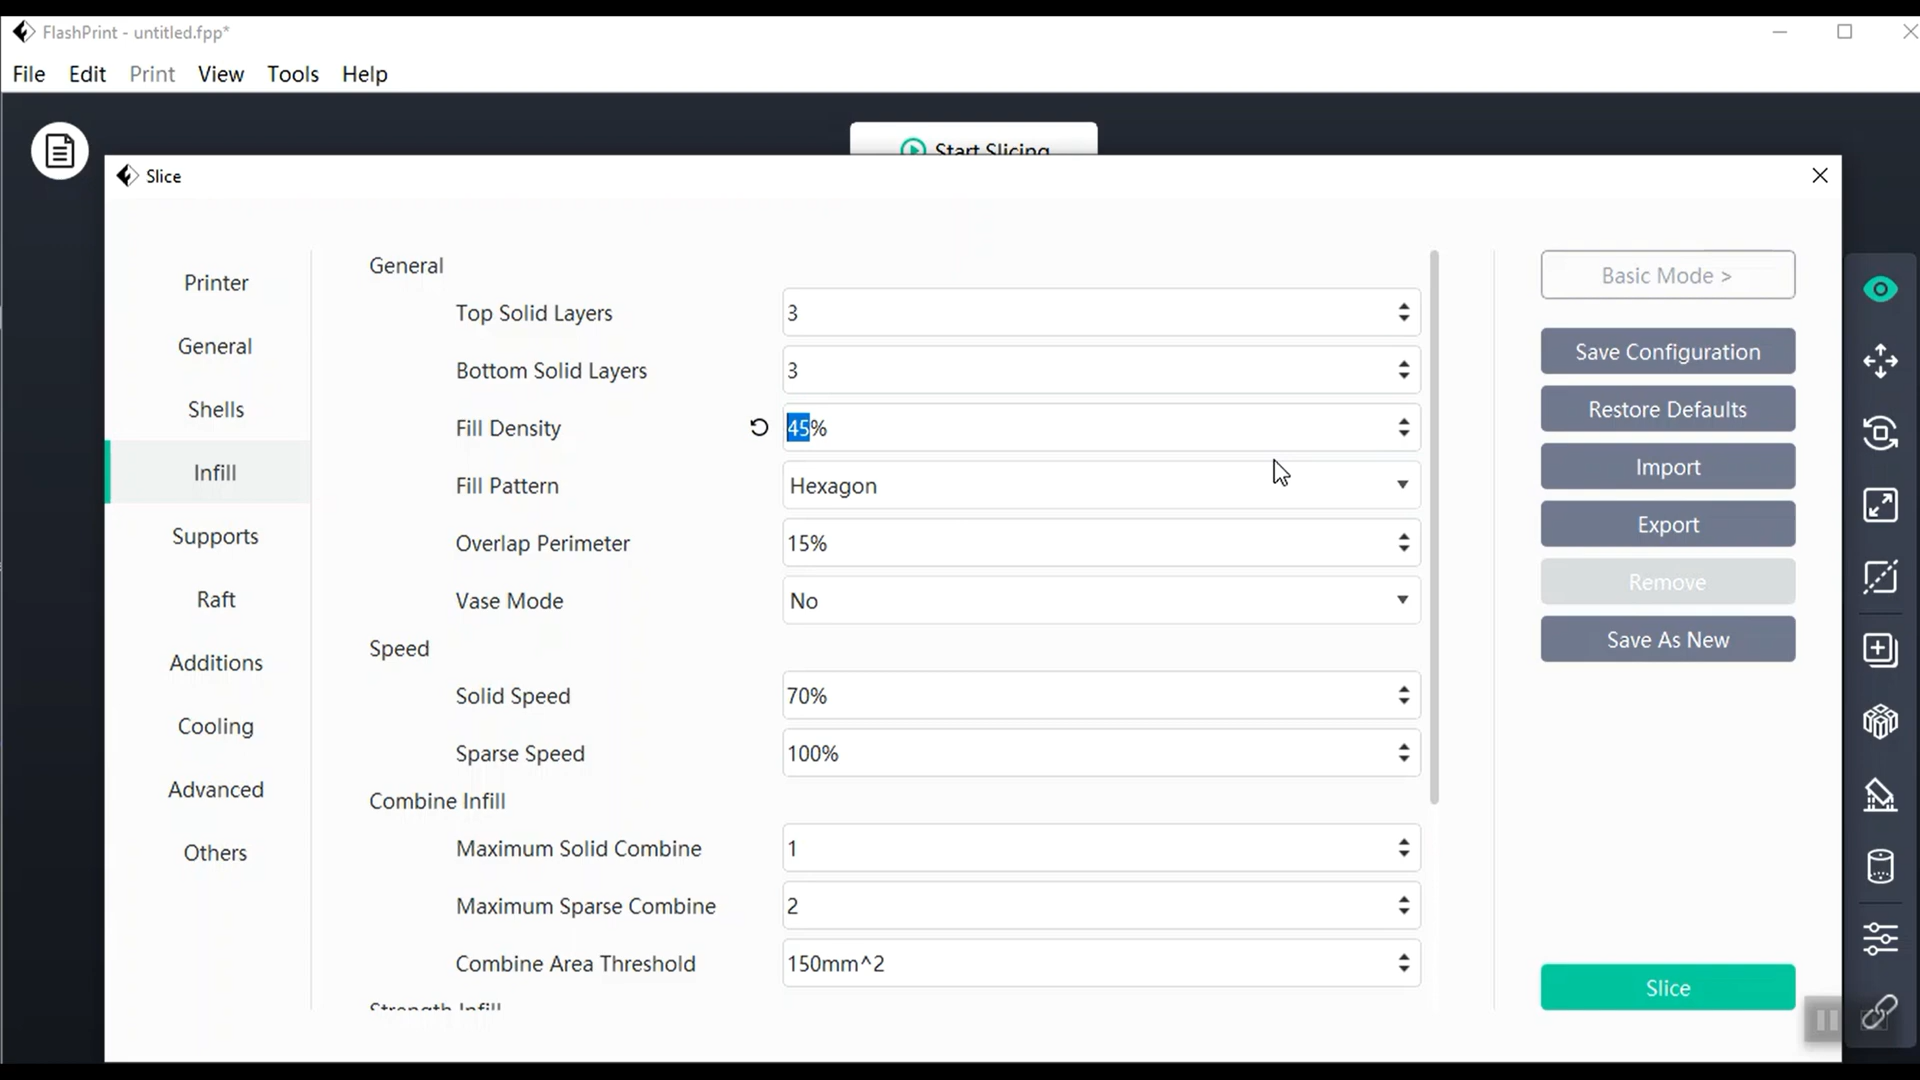 FlashPrint - untitled.fpp*
File Edit Print View Tools Help
Start Slicing
Slice
Printer
General
Shells
Infill
Supports
Raft
Additions
Cooling
Advanced
Others
General
Top Solid Layers 3
Bottom Solid Layers 3
Fill Density 45%
Fill Pattern Hexagon
Overlap Perimeter 15%
Vase Mode No
Speed
Solid Speed 70%
Sparse Speed 100%
Combine Infill
Maximum Solid Combine 1
Maximum Sparse Combine 2
Combine Area Threshold 150mm^2
Strength Infill
Basic Mode >
Save Configuration
Restore Defaults
Import
Export
Remove
Save As New
Slice